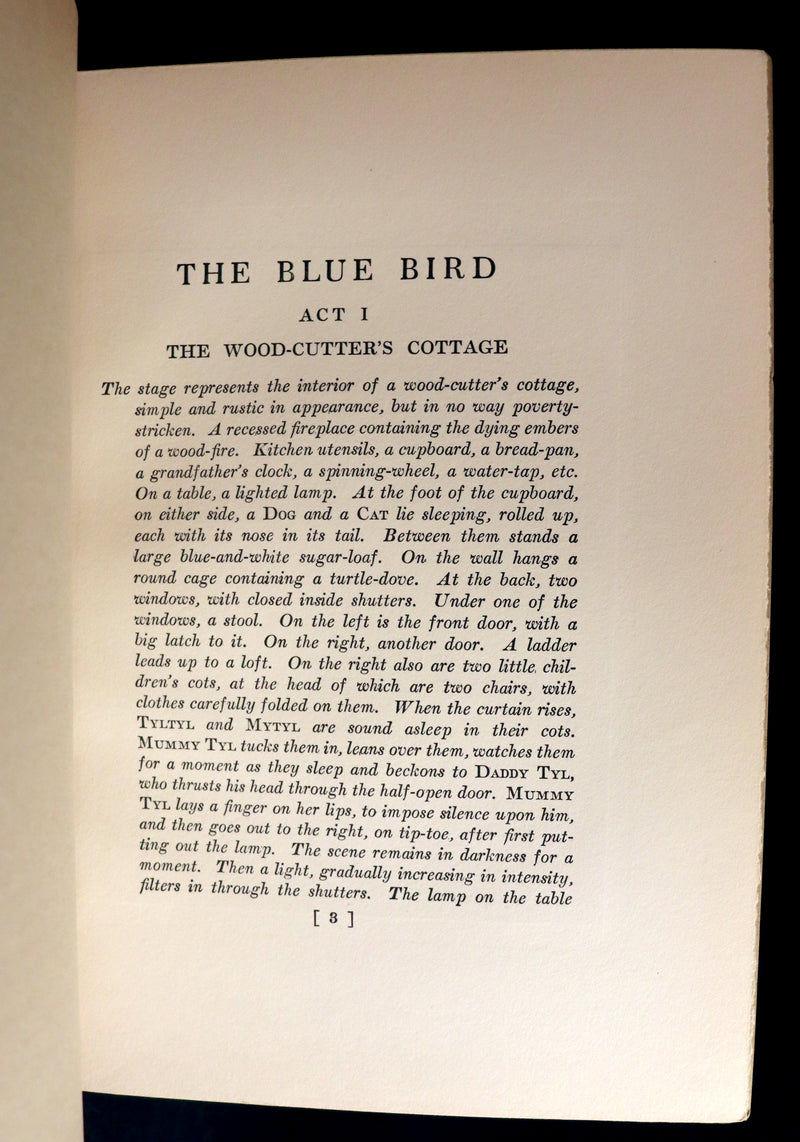 THE BLUE BIRD
ACT I
THE WOOD-CUTTER'S COTTAGE
The stage represents the interior of a wood-cutter's cottage,
simple and rustic in appearance, but in no way poverty-
stricken. A recessed fireplace containing the dying embers
of a wood-fire. Kitchen utensils, a cupboard, a bread-pan,
a grandfather's clock, a spinning-wheel, a water-tap, etc.
On a table, a lighted lamp. At the foot of the cupboard,
on either side, a DOG and a CAT lie sleeping, rolled up,
each with its nose in its tail. Between them stands a
large blue-and-white sugar-loaf. On the wall hangs a
round cage containing a turtle-dove. At the back, two
windows, with closed inside shutters. Under one of the
windows, a stool. On the left is the front door, with a
big latch to it. On the right, another door. A ladder
leads up to a loft. On the right also are two little chil-
dren's cots, at the head of which are two chairs, with
clothes carefully folded on them. When the curtain rises,
TYLTYL and MYTYL are sound asleep in their cots.
MUMMY TYL tucks them in, leans over them, watches them
for a moment as they sleep and beckons to DADDY TYL,
who thrusts his head through the half-open door. MUMMY
TYL lays a finger on her lips, to impose silence upon him,
and then goes out to the right, on tip-toe, after first put-
ting out the lamp. The scene remains in darkness for a
moment. Then a light, gradually increasing in intensity,
filters in through the shutters. The lamp on the table
[ 3 ]